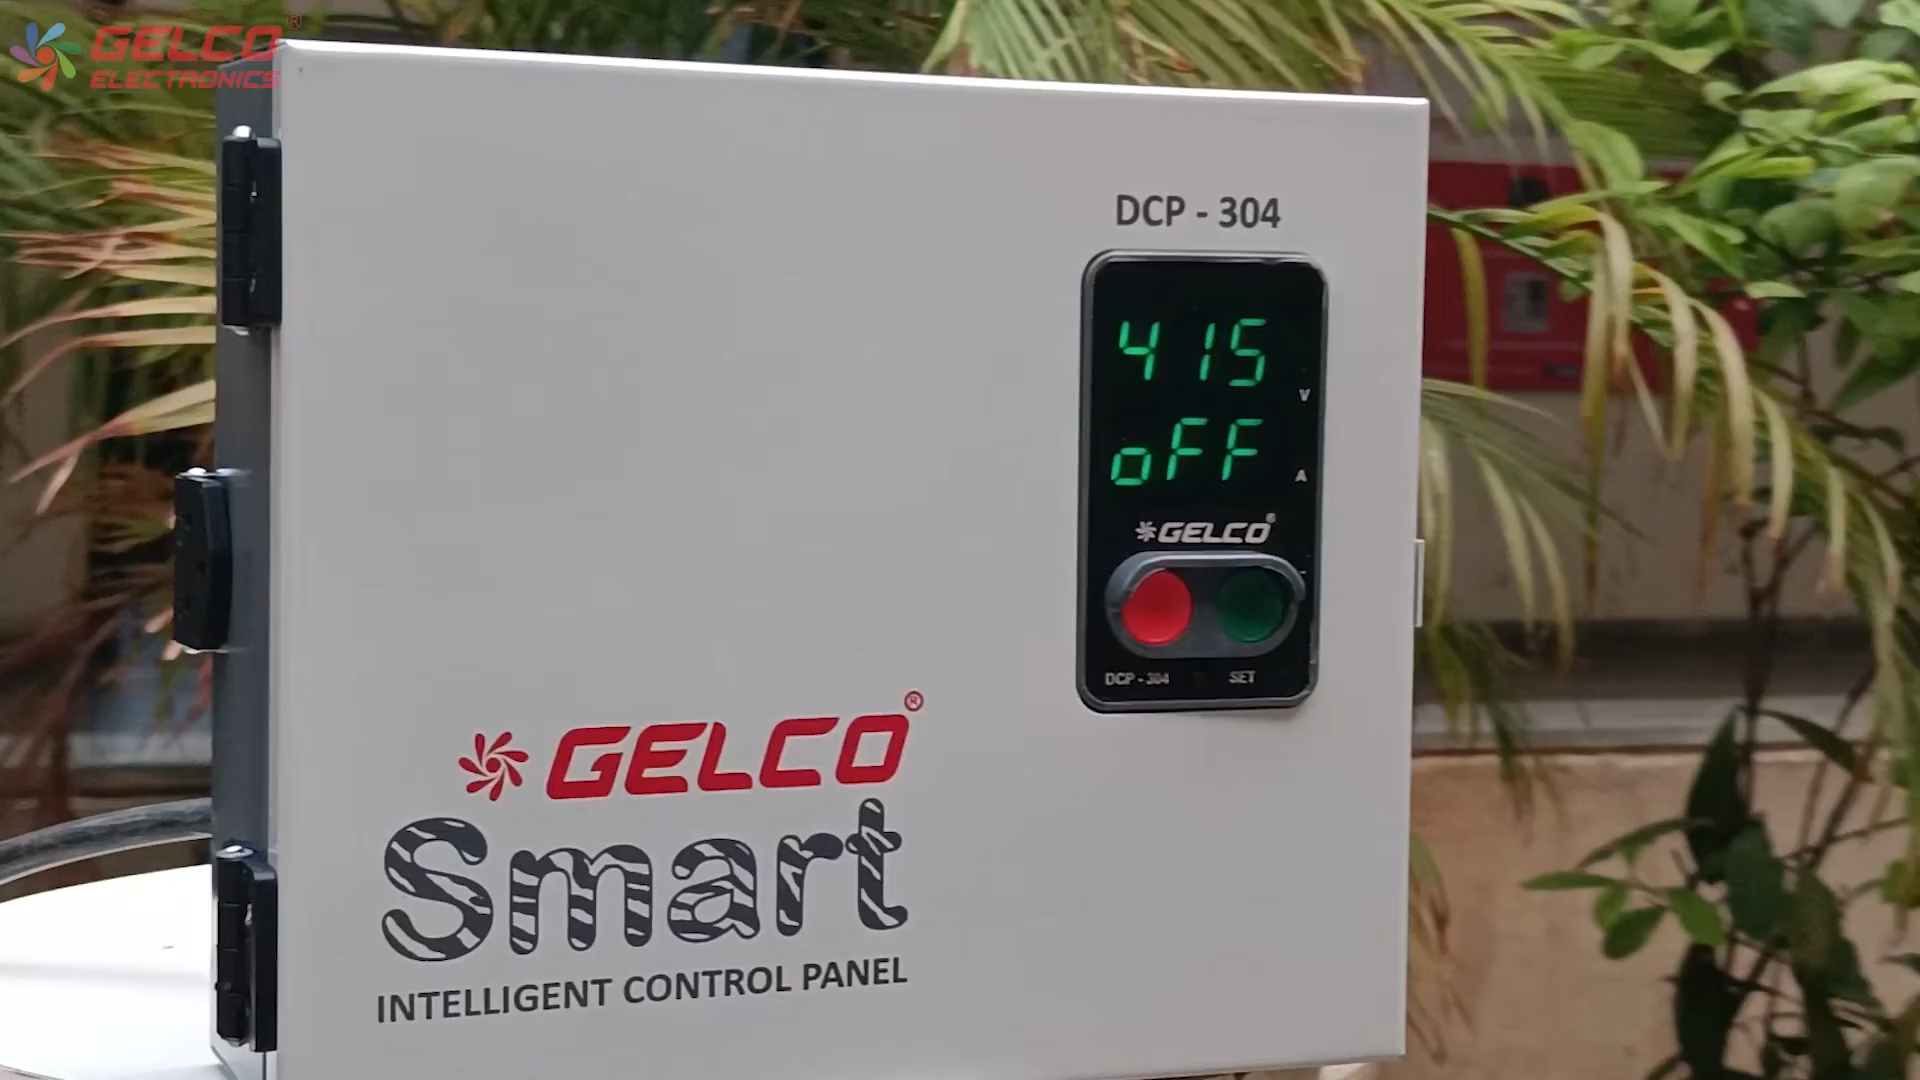 GELCO®
ELECTRONICS
DCP - 304
415
V
oFF
A
GELCO®
DCP - 304 SET
GELCO®
Smart
INTELLIGENT CONTROL PANEL